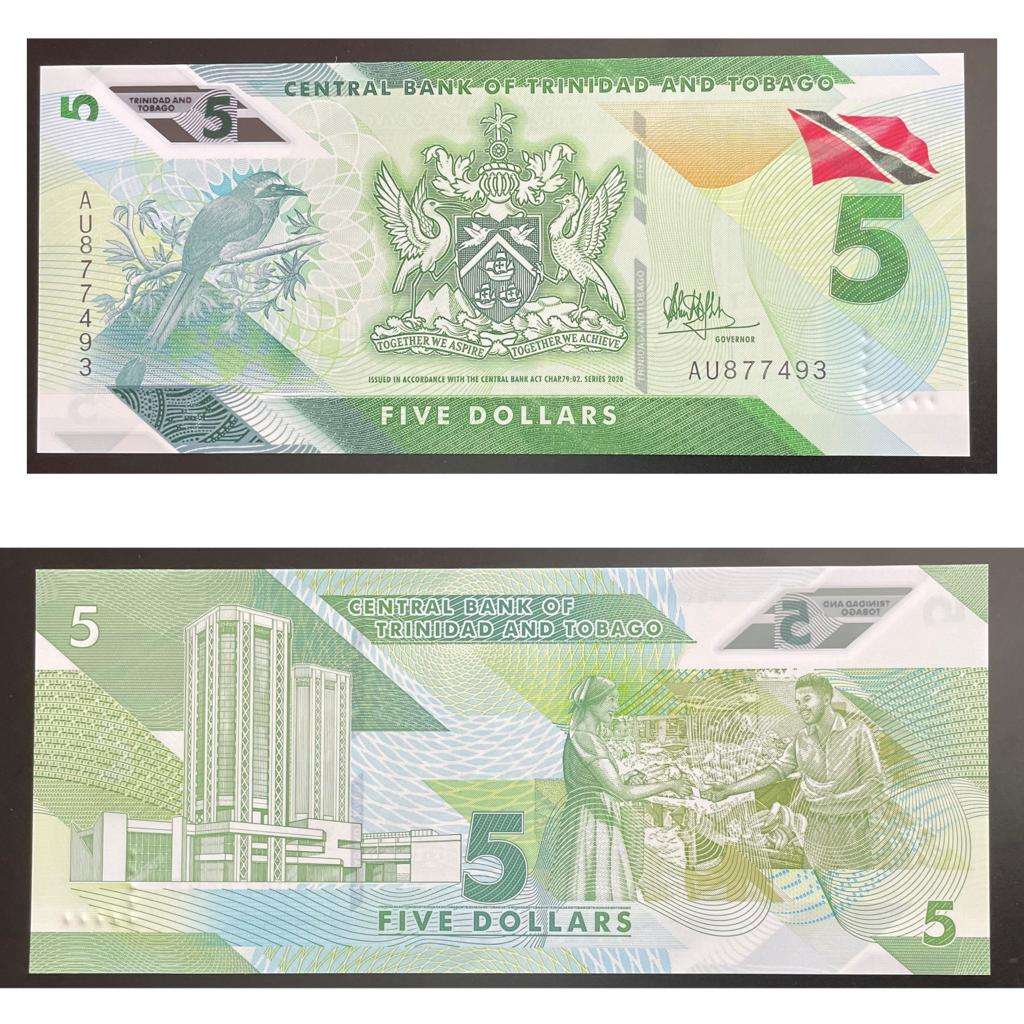 CENTRAL BANK OF TRINIDAD AND TOBAGO
5
TRINIDAD AND
TOBAGO
5
FIVE
5
AU877493
TRINIDAD AND TOBAGO
GOVERNOR
AU877493
TOGETHER WE ASPIRE TOGETHER WE ACHIEVE
ISSUED IN ACCORDANCE WITH THE CENTRAL BANK ACT CHAP.79:02. SERIES 2020
FIVE DOLLARS
5
CENTRAL BANK OF
TRINIDAD AND TOBAGO
TRINIDAD AND
TOBAGO
5
5
FIVE DOLLARS
5